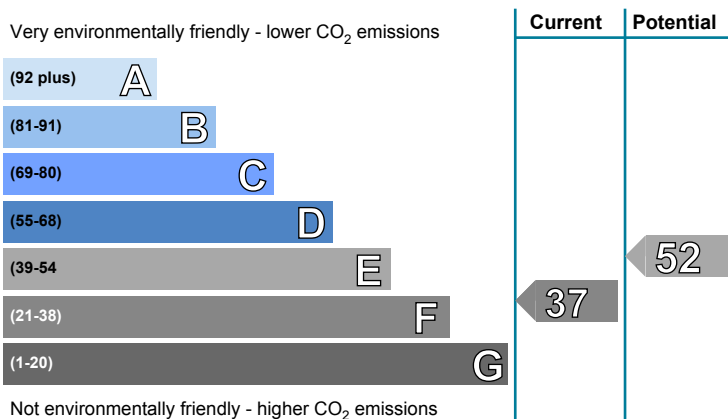 Current Potential
Very environmentally friendly - lower CO2 emissions
(92 plus) A
(81-91) B
(69-80) C
(55-68) D
(39-54 E
52
(21-38) F
37
(1-20) G
Not environmentally friendly - higher CO2 emissions